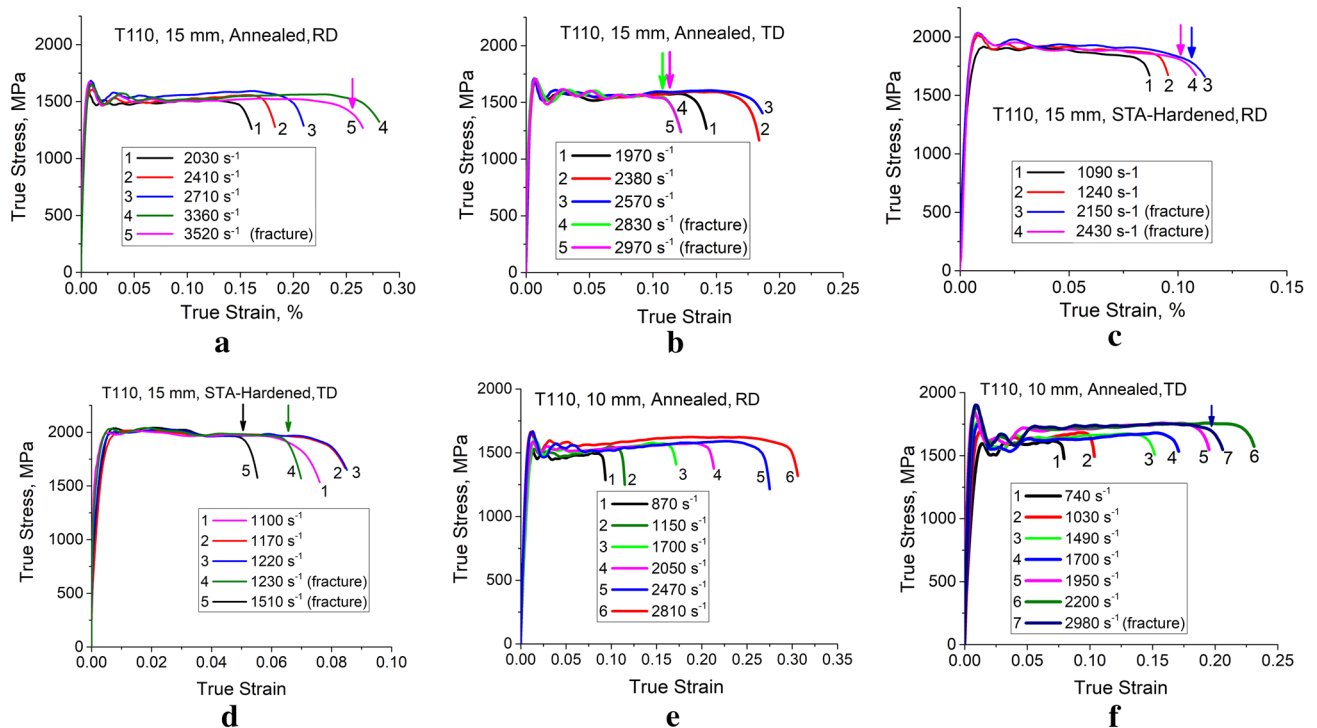 T110, 15 mm, Annealed, RD
True Stress, MPa
2000
1500
1000
500
0
1 2 3 5 4
1 2030 s-1
2 2410 s-1
3 2710 s-1
4 3360 s-1
5 3520 s-1 (fracture)
0.00 0.05 0.10 0.15 0.20 0.25 0.30
True Strain, %
a
T110, 15 mm, Annealed, TD
True Stress, MPa
2000
1500
1000
500
0
4 3
5 1 2
1 1970 s-1
2 2380 s-1
3 2570 s-1
4 2830 s-1 (fracture)
5 2970 s-1 (fracture)
0.00 0.05 0.10 0.15 0.20 0.25
True Strain
b
True Stress, MPa
2000
1500
1000
500
0
1 2 4 3
T110, 15 mm, STA-Hardened, RD
1 1090 s-1
2 1240 s-1
3 2150 s-1 (fracture)
4 2430 s-1 (fracture)
0.00 0.05 0.10 0.15
True Strain, %
c
T110, 15 mm, STA-Hardened, TD
True Stress, MPa
2500
2000
1500
1000
500
0
5 4 1 2 3
1 1100 s-1
2 1170 s-1
3 1220 s-1
4 1230 s-1 (fracture)
5 1510 s-1 (fracture)
0.00 0.02 0.04 0.06 0.08 0.10
True Strain
d
T110, 10 mm, Annealed, RD
True Stress, MPa
2000
1500
1000
500
0
1 2 3 4 5 6
1 870 s-1
2 1150 s-1
3 1700 s-1
4 2050 s-1
5 2470 s-1
6 2810 s-1
0.00 0.05 0.10 0.15 0.20 0.25 0.30 0.35
True Strain
e
T110, 10 mm, Annealed, TD
True Stress, MPa
2000
1500
1000
500
0
1 2 3 4 5 7 6
1 740 s-1
2 1030 s-1
3 1490 s-1
4 1700 s-1
5 1950 s-1
6 2200 s-1
7 2980 s-1 (fracture)
0.00 0.05 0.10 0.15 0.20 0.25
True Strain
f